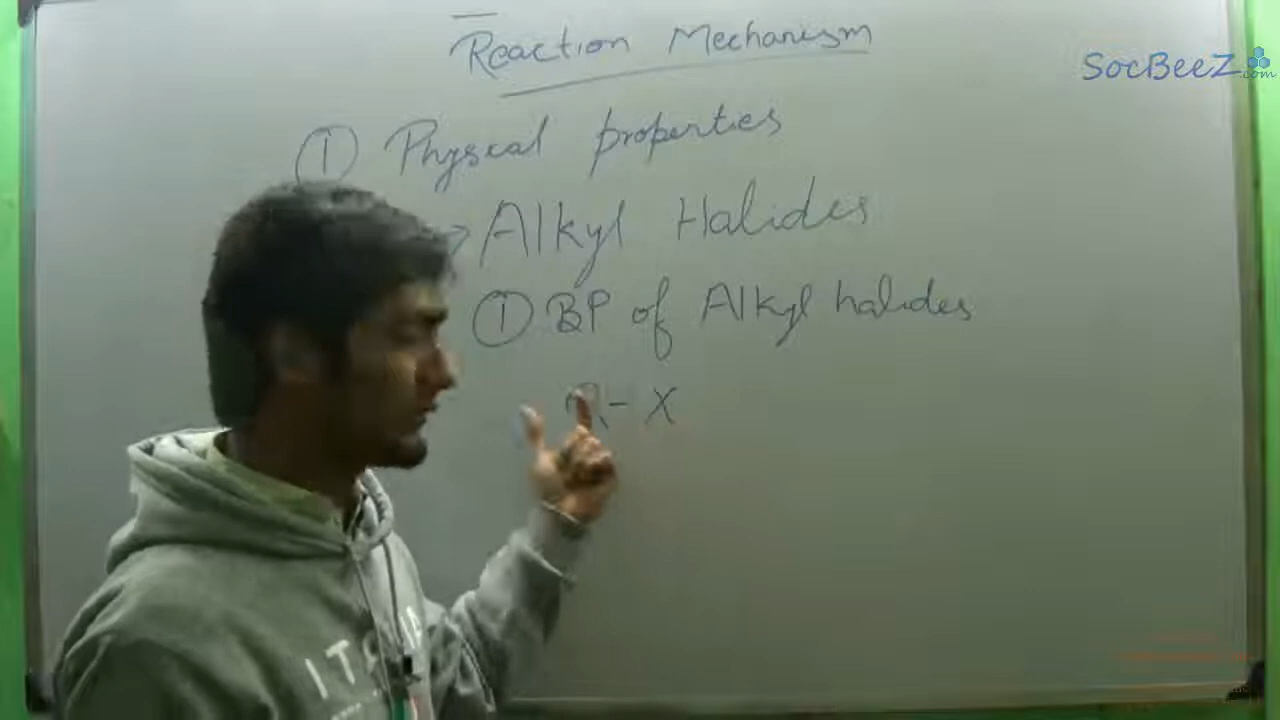 Reaction Mechanism
SocBeeZ.com
① Physical properties
→ Alkyl Halides
① BP of Alkyl halides
R - X